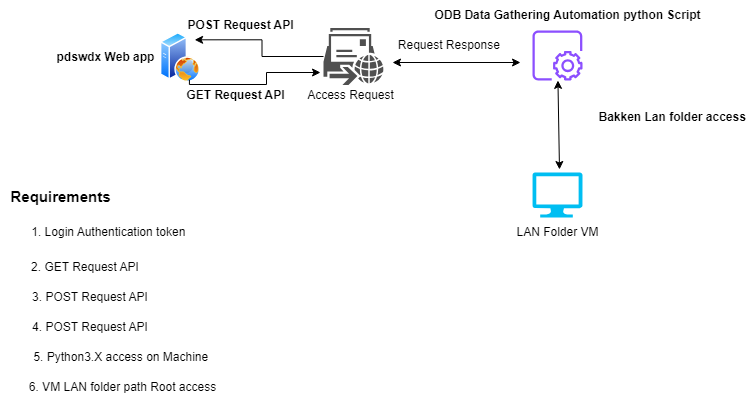 ODB Data Gathering Automation python Script
POST Request API
Request Response
pdswdx Web app
GET Request API
Access Request
Bakken Lan folder access
LAN Folder VM
Requirements
1. Login Authentication token
2. GET Request API
3. POST Request API
4. POST Request API
5. Python3.X access on Machine
6. VM LAN folder path Root access